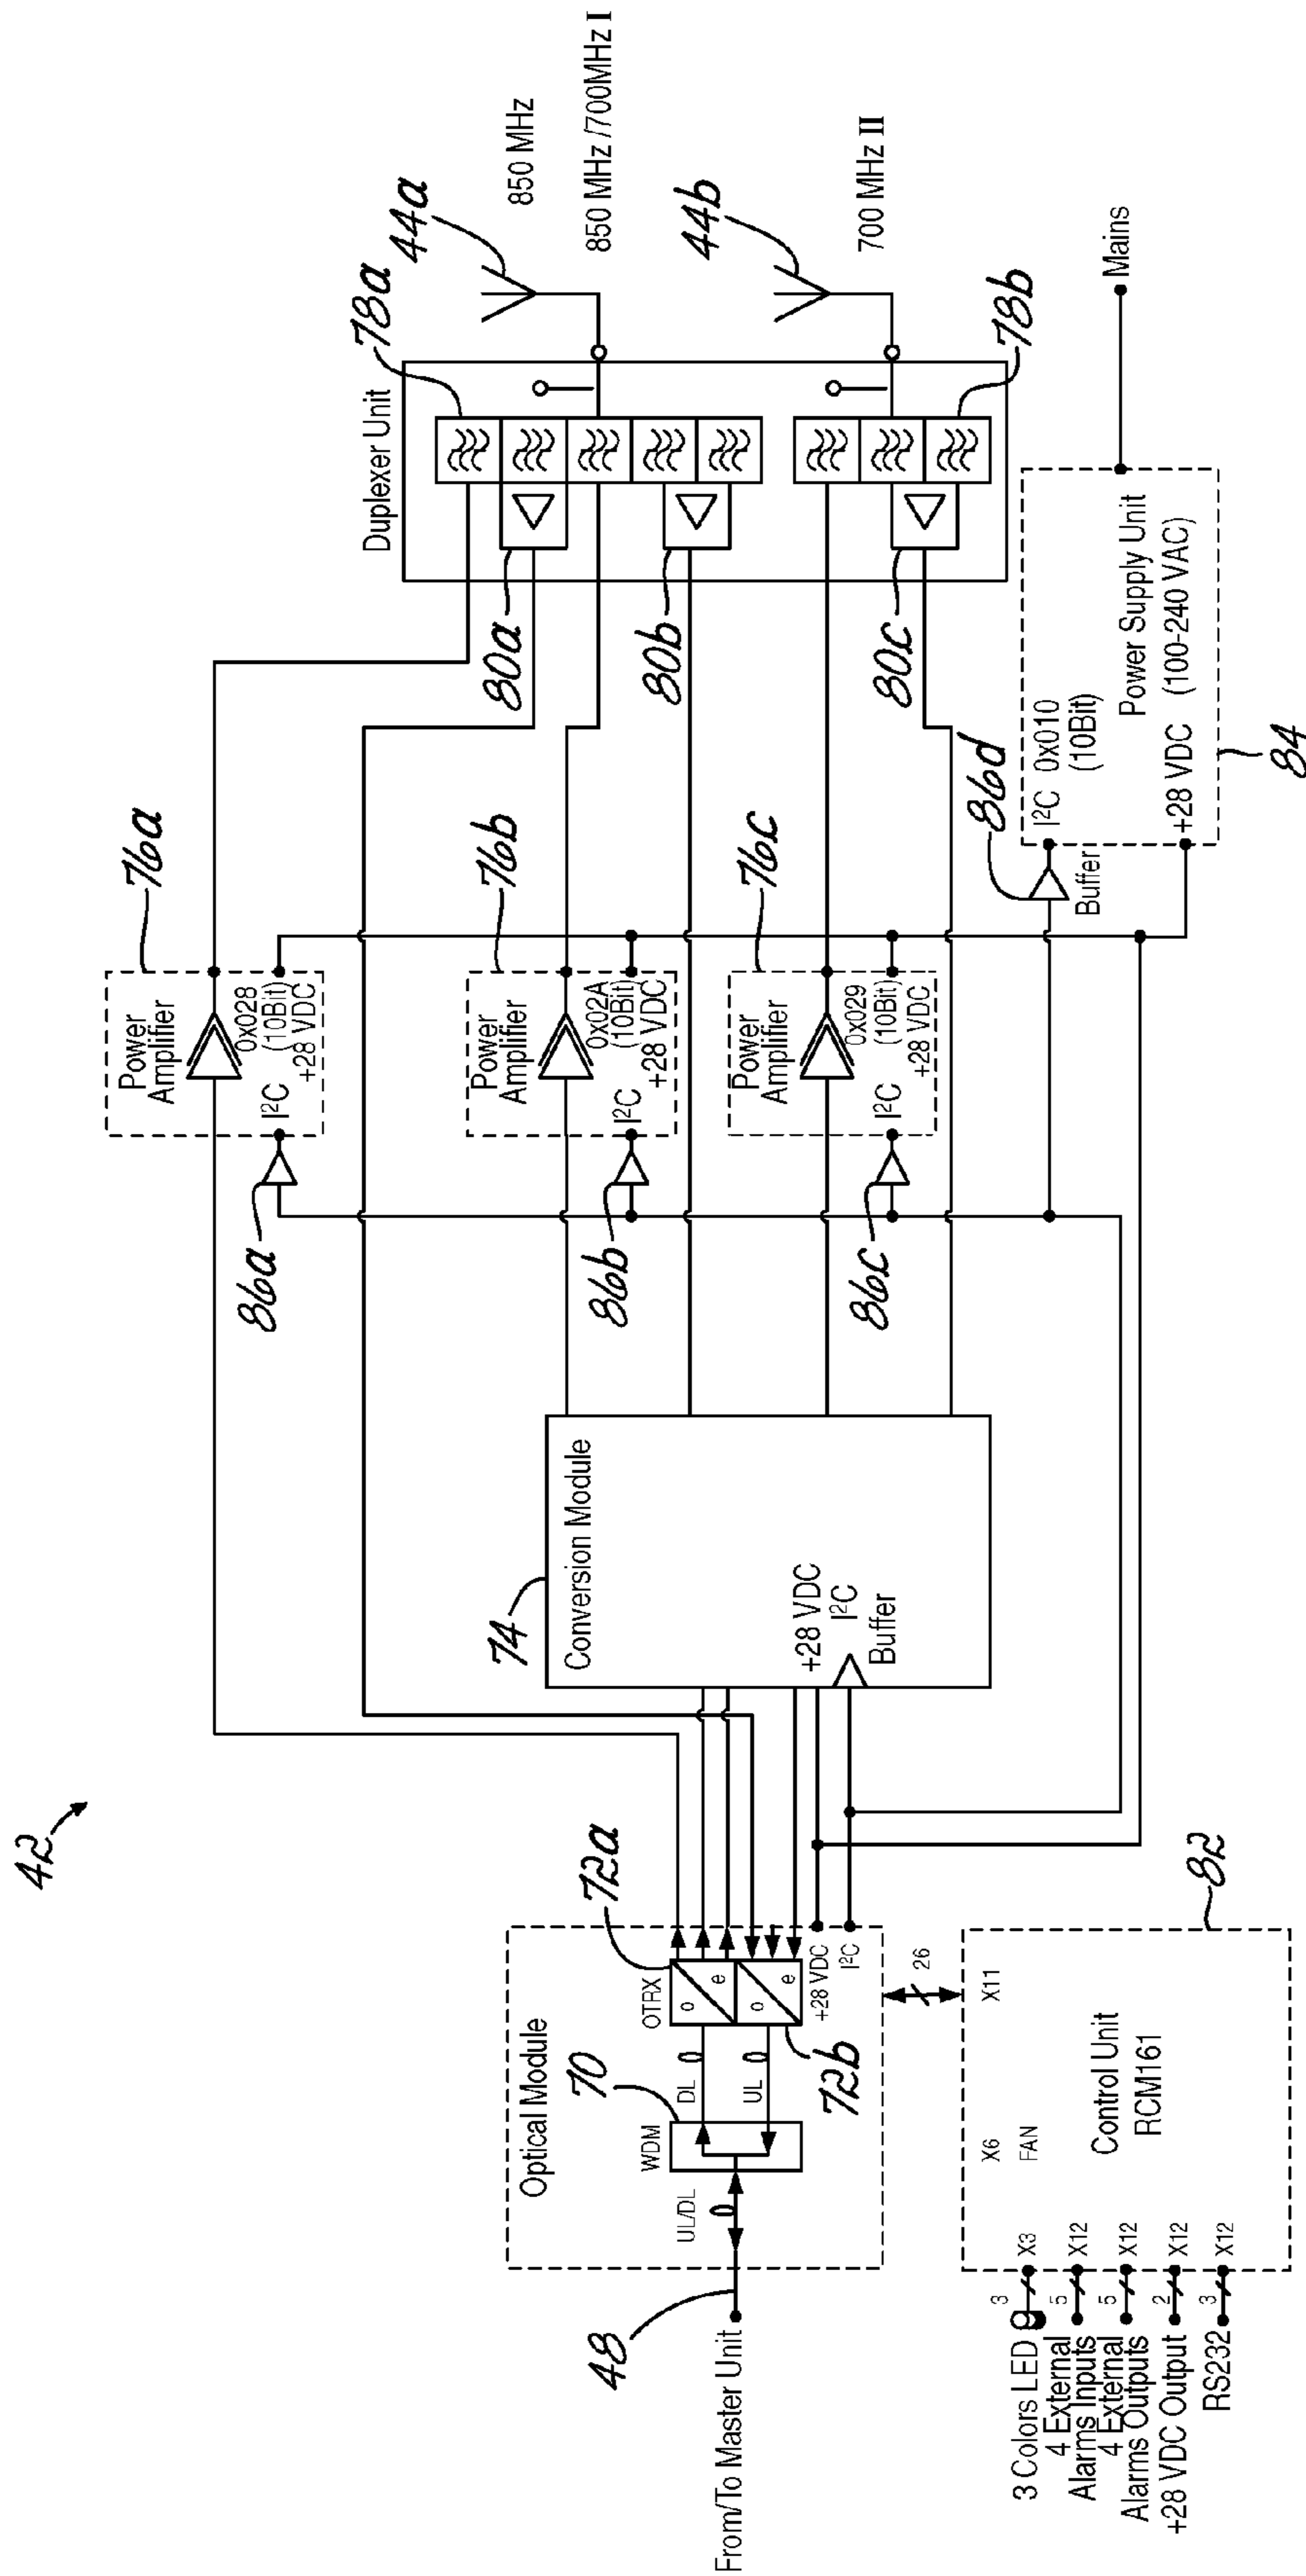 42
From/To Master Unit
48
UL/DL
Optical Module
WDM
70
DL
UL
OTRX
o
e
o
e
72a
72b
+28 VDC
I²C
26
3 Colors LED
4 External
Alarms Inputs
4 External
Alarms Outputs
+28 VDC Output
RS232
3
5
5
2
3
X3
X12
X12
X12
X12
X6
FAN
X11
Control Unit
RCM161
82
74
Conversion Module
+28 VDC
I²C
Buffer
86a
86b
86c
86d
Buffer
Power
Amplifier
76a
I²C
0x028
(10Bit)
+28 VDC
Power
Amplifier
76b
I²C
0x02A
(10Bit)
+28 VDC
Power
Amplifier
76c
I²C
0x029
(10Bit)
+28 VDC
80a
80b
80c
Duplexer Unit
78a
78b
44a
44b
850 MHz
850 MHz /700MHz I
700 MHz II
I²C 0x010
(10Bit)
Power Supply Unit
+28 VDC (100-240 VAC)
84
Mains